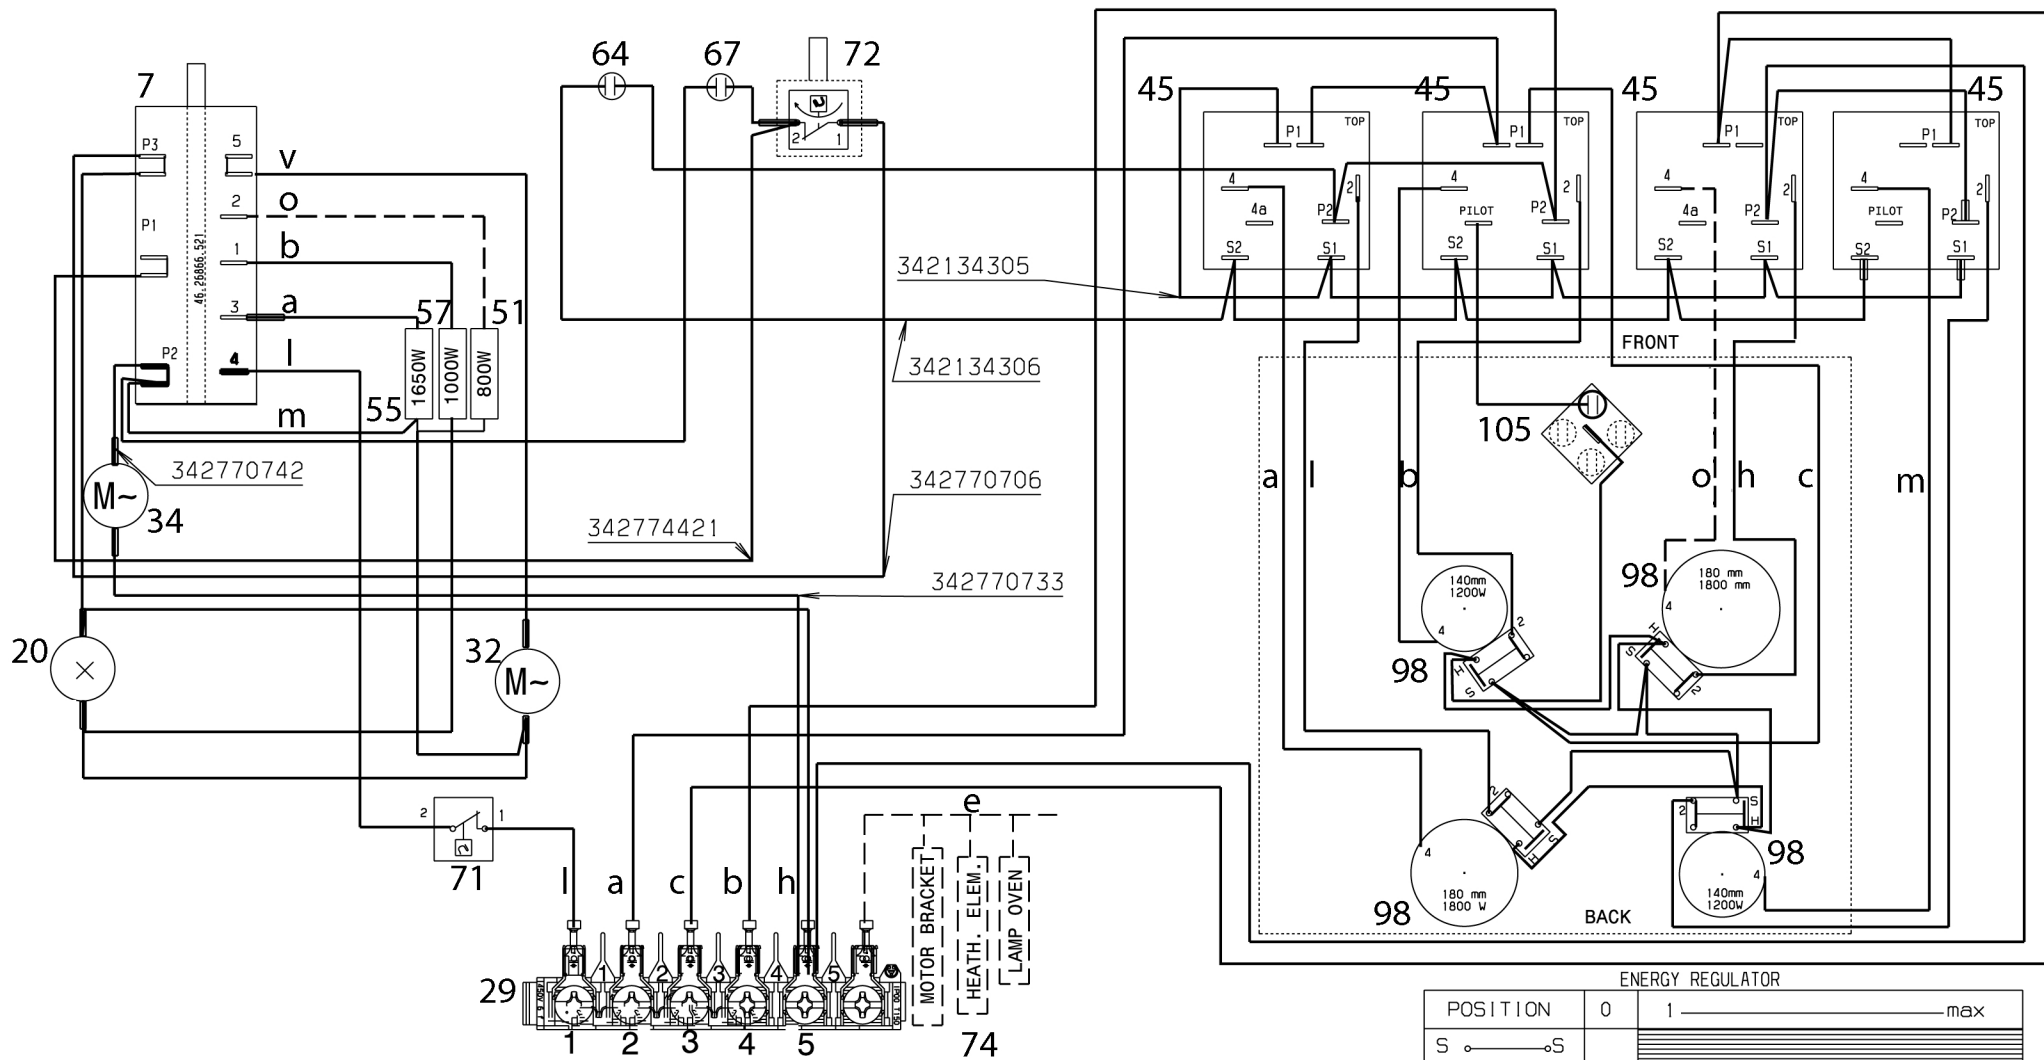 7
64
67
72
45
45
45
45
P3
5
v
2
1
P1
TOP
P1
TOP
P1
TOP
P1
TOP
2
o
4
2
4
2
4
2
4
2
P1
4a
P2
PILOT
P2
4a
P2
PILOT
P2
1
b
S2
S1
S2
S1
S2
S1
S2
S1
46.26866.521
342134305
3
a
57
51
P2
4
l
1650W
1000W
800W
342134306
FRONT
55
m
105
342770742
342770706
a
l
b
o
h
c
m
M~
34
342774421
342770733
98
140mm
1200W
180 mm
1800 mm
4
4
2
H
S
98
H
S
2
20
32
M~
2
S
H
2
S
H
2
1
71
e
4
180 mm
1800 W
98
4
140mm
1200W
98
l
a
c
b
h
MOTOR BRACKET
HEATH. ELEM.
LAMP OVEN
BACK
1
2
3
4
5
29
1
2
3
4
5
74
ENERGY REGULATOR
POSITION
0
1
max
S
S